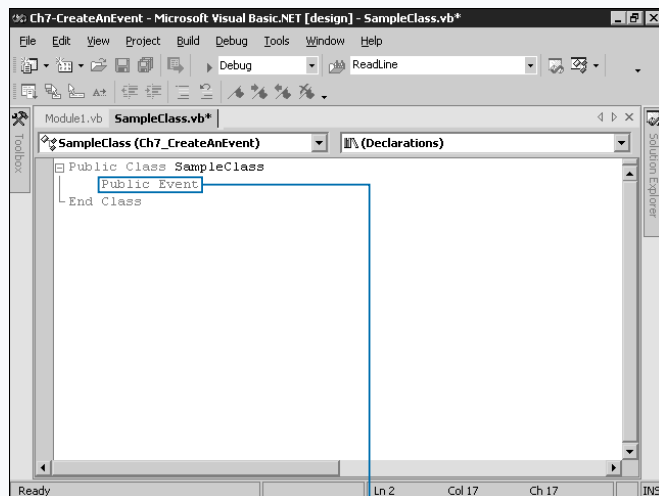 Ch7-CreateAnEvent - Microsoft Visual Basic.NET [design] - SampleClass.vb*
File Edit View Project Build Debug Tools Window Help
Debug ReadLine
Module1.vb SampleClass.vb*
SampleClass (Ch7_CreateAnEvent) (Declarations)
Toolbox
Solution Explorer
Public Class SampleClass
Public Event
End Class
Ready Ln 2 Col 17 Ch 17 INS